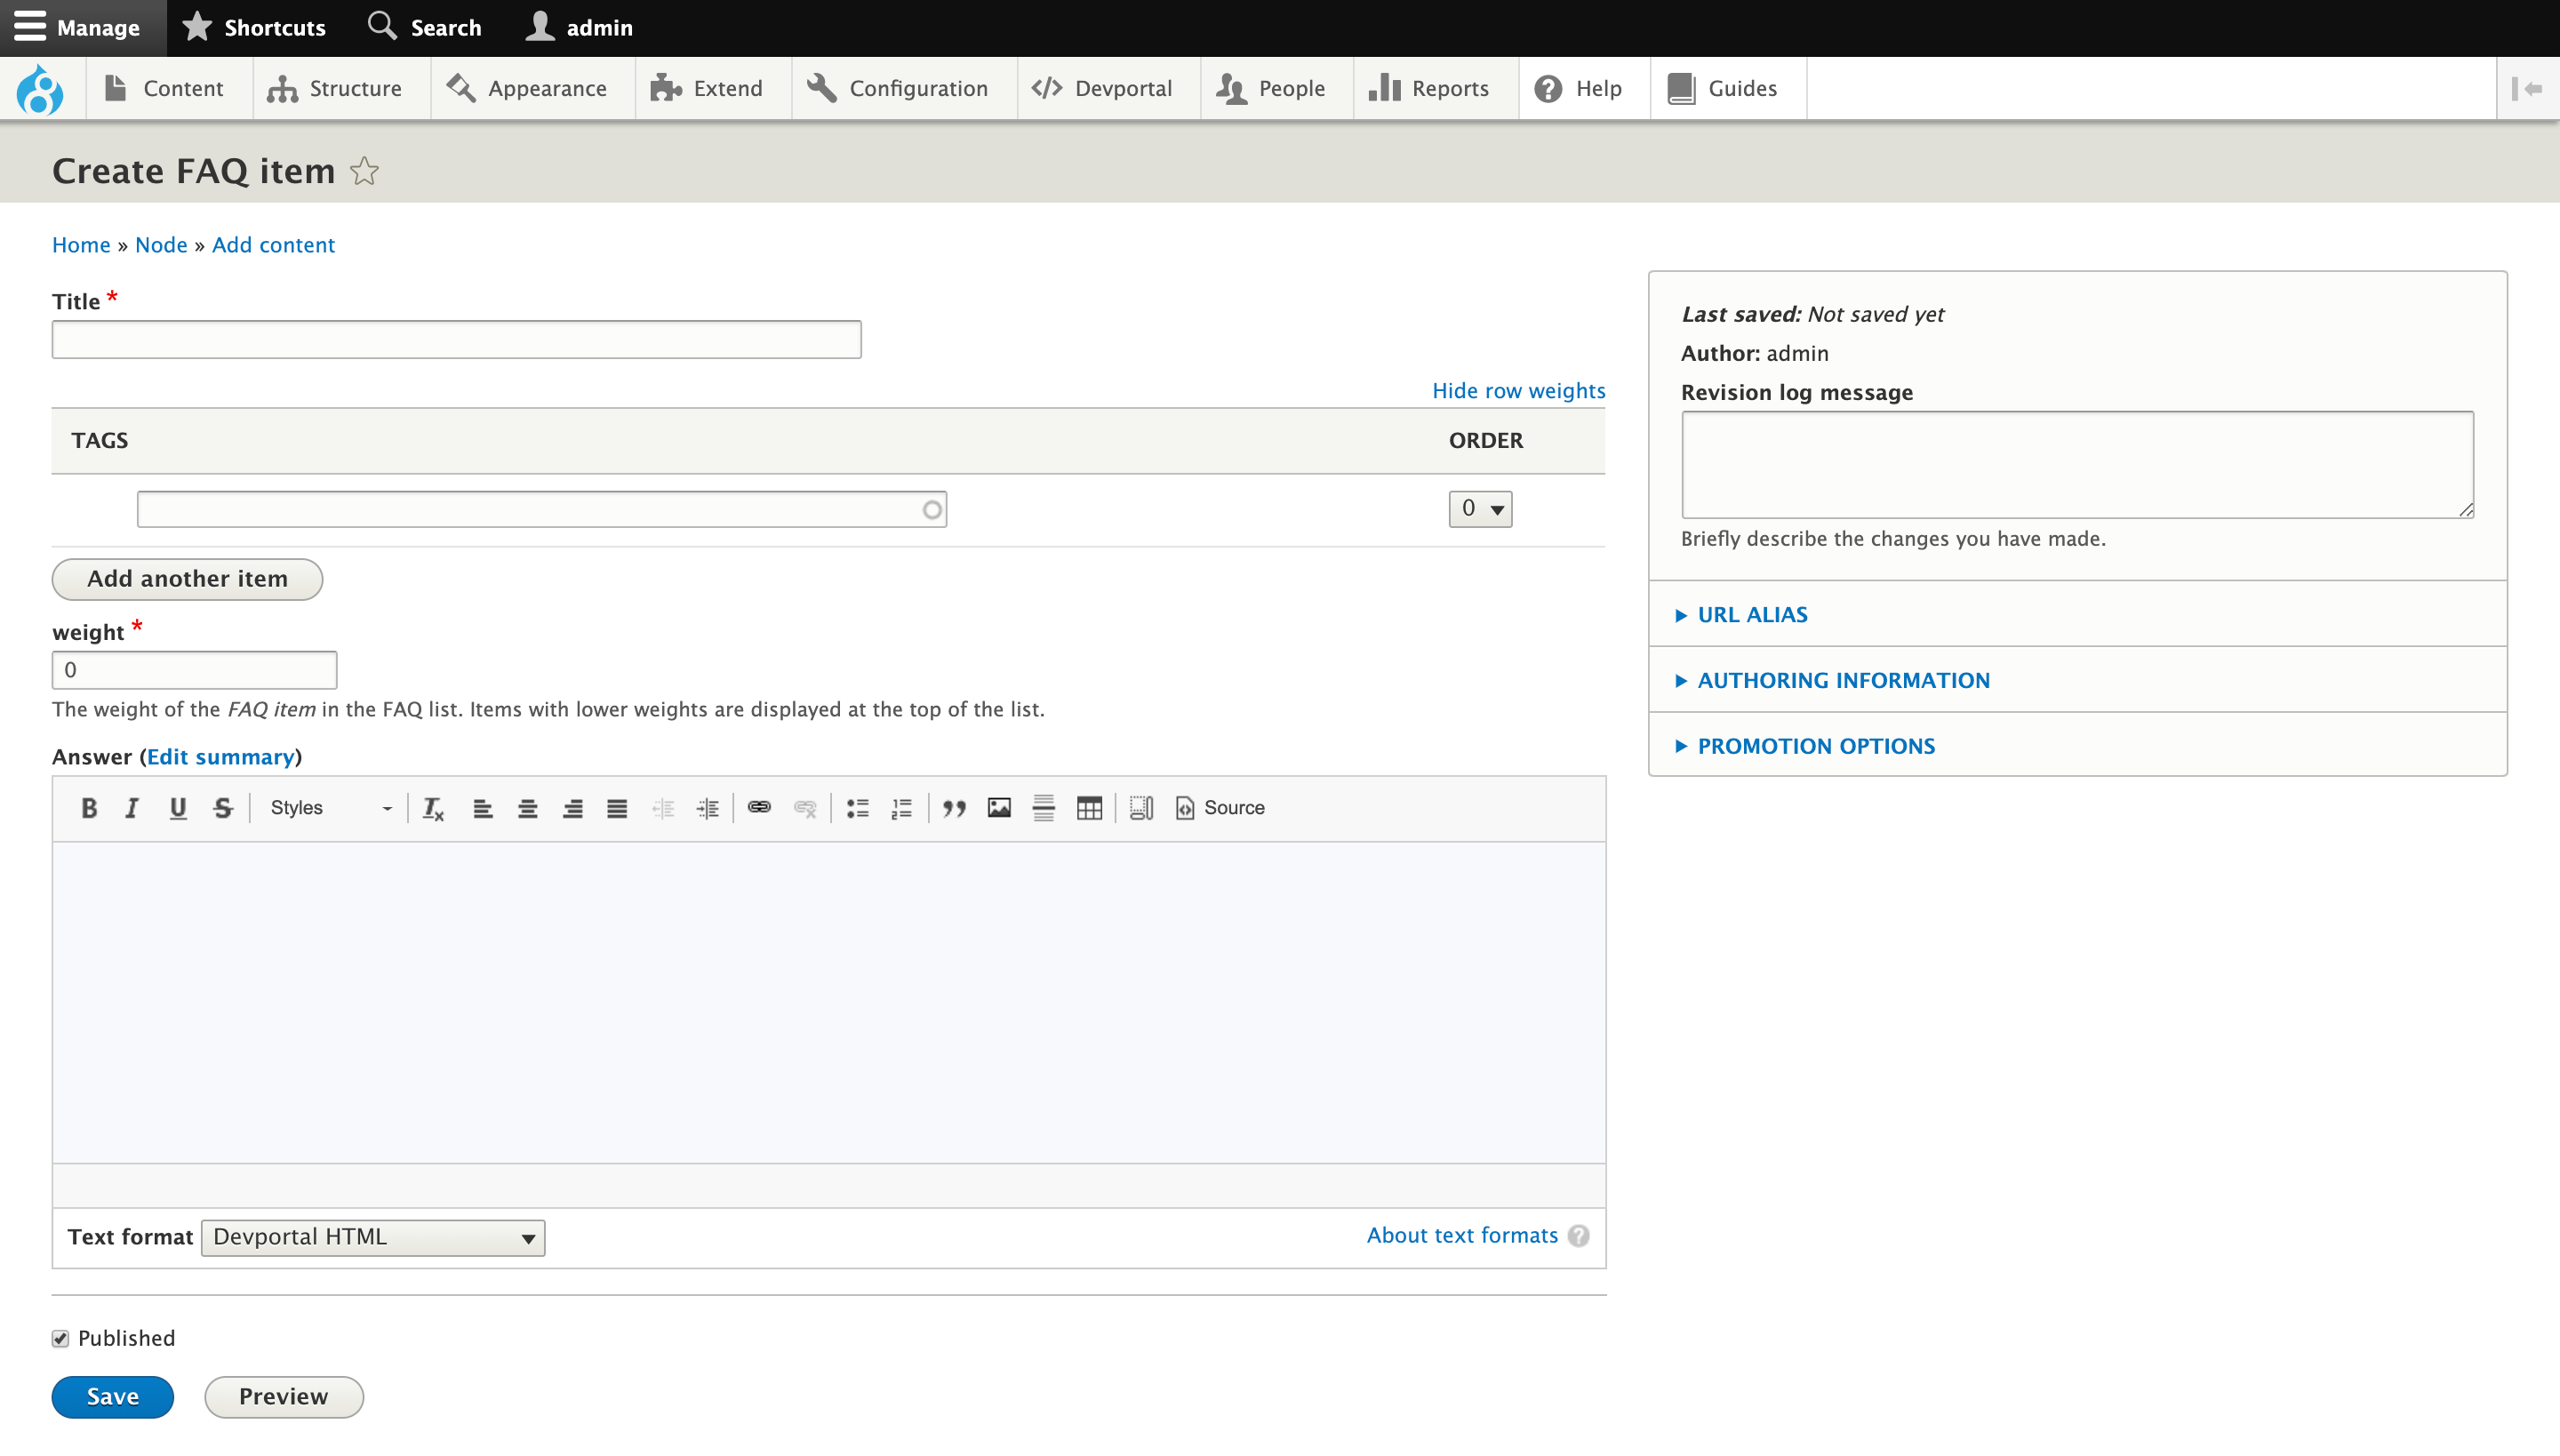 Manage Shortcuts Search admin
Content Structure Appearance Extend Configuration Devportal People Reports Help Guides
Create FAQ item
Home » Node » Add content
Title *
Hide row weights
TAGS ORDER
0
Add another item
weight *
0
The weight of the FAQ item in the FAQ list. Items with lower weights are displayed at the top of the list.
Answer (Edit summary)
B I U S Styles Source
Text format Devportal HTML About text formats ?
Published
Save Preview
Last saved: Not saved yet
Author: admin
Revision log message
Briefly describe the changes you have made.
URL ALIAS
AUTHORING INFORMATION
PROMOTION OPTIONS